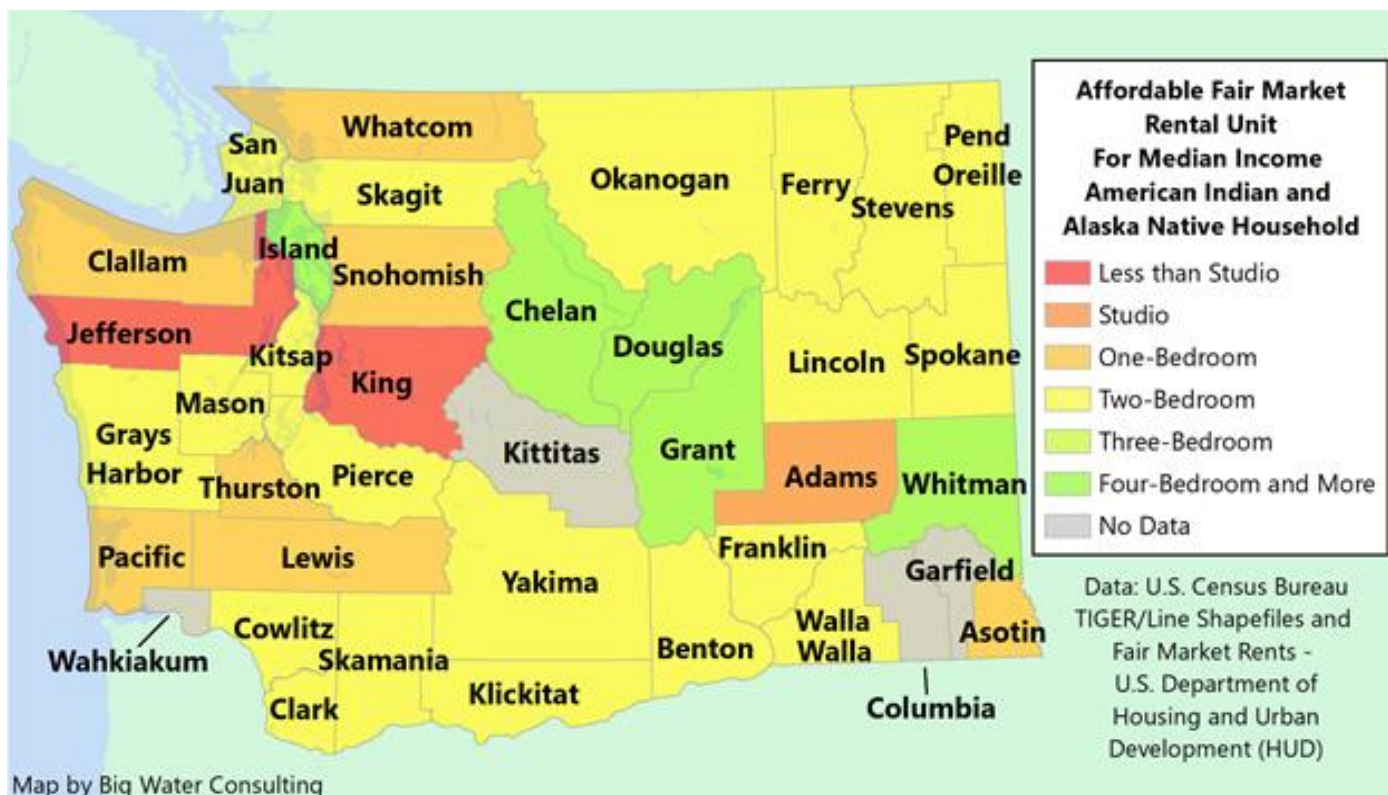 San
Juan
Whatcom
Skagit
Okanogan
Ferry
Stevens
Pend
Oreille
Clallam
Island
Snohomish
Chelan
Jefferson
Kitsap
King
Douglas
Lincoln
Spokane
Mason
Grays
Harbor
Thurston
Pierce
Kittitas
Grant
Adams
Whitman
Pacific
Lewis
Yakima
Franklin
Garfield
Wahkiakum
Cowlitz
Skamania
Clark
Klickitat
Benton
Walla
Walla
Asotin
Columbia
Map by Big Water Consulting
Affordable Fair Market
Rental Unit
For Median Income
American Indian and
Alaska Native Household
Less than Studio
Studio
One-Bedroom
Two-Bedroom
Three-Bedroom
Four-Bedroom and More
No Data
Data: U.S. Census Bureau
TIGER/Line Shapefiles and
Fair Market Rents -
U.S. Department of
Housing and Urban
Development (HUD)